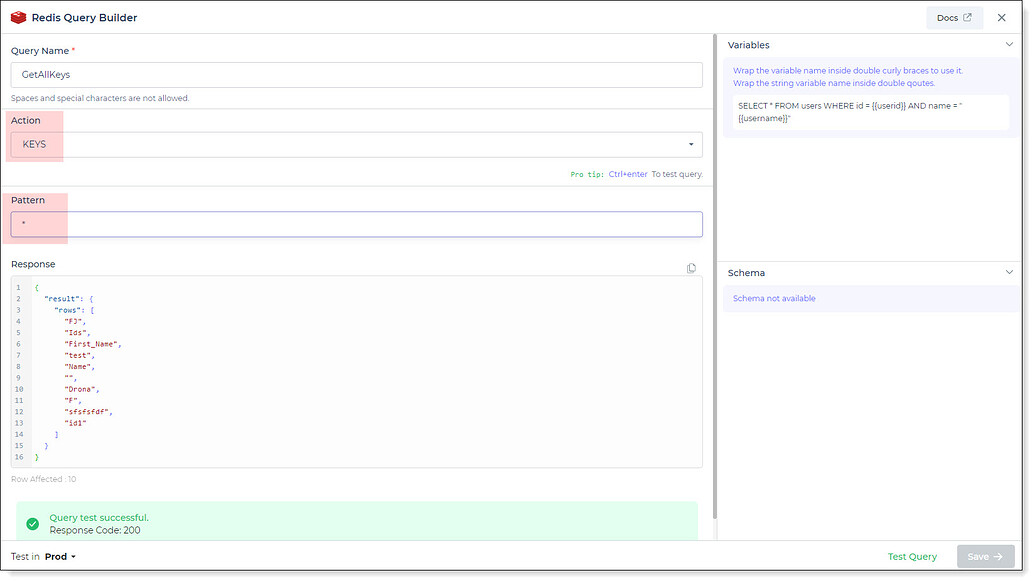 Redis Query Builder
Docs
Query Name *
GetAllKeys
Spaces and special characters are not allowed.
Action
KEYS
Pro tip: Ctrl+enter To test query.
Pattern
*
Response
1 {
2 "result": {
3 "rows": [
4 "FJ",
5 "Ids",
6 "First_Name",
7 "test",
8 "Name",
9 "",
10 "Drona",
11 "F",
12 "sfsfsfdf",
13 "id1"
14 ]
15 }
16 }
Row Affected : 10
Query test successful.
Response Code: 200
Test in Prod
Variables
Wrap the variable name inside double curly braces to use it.
Wrap the string variable name inside double qoutes.
SELECT * FROM users WHERE id = {{userid}} AND name = "
{{username}}"
Schema
Schema not available
Test Query
Save